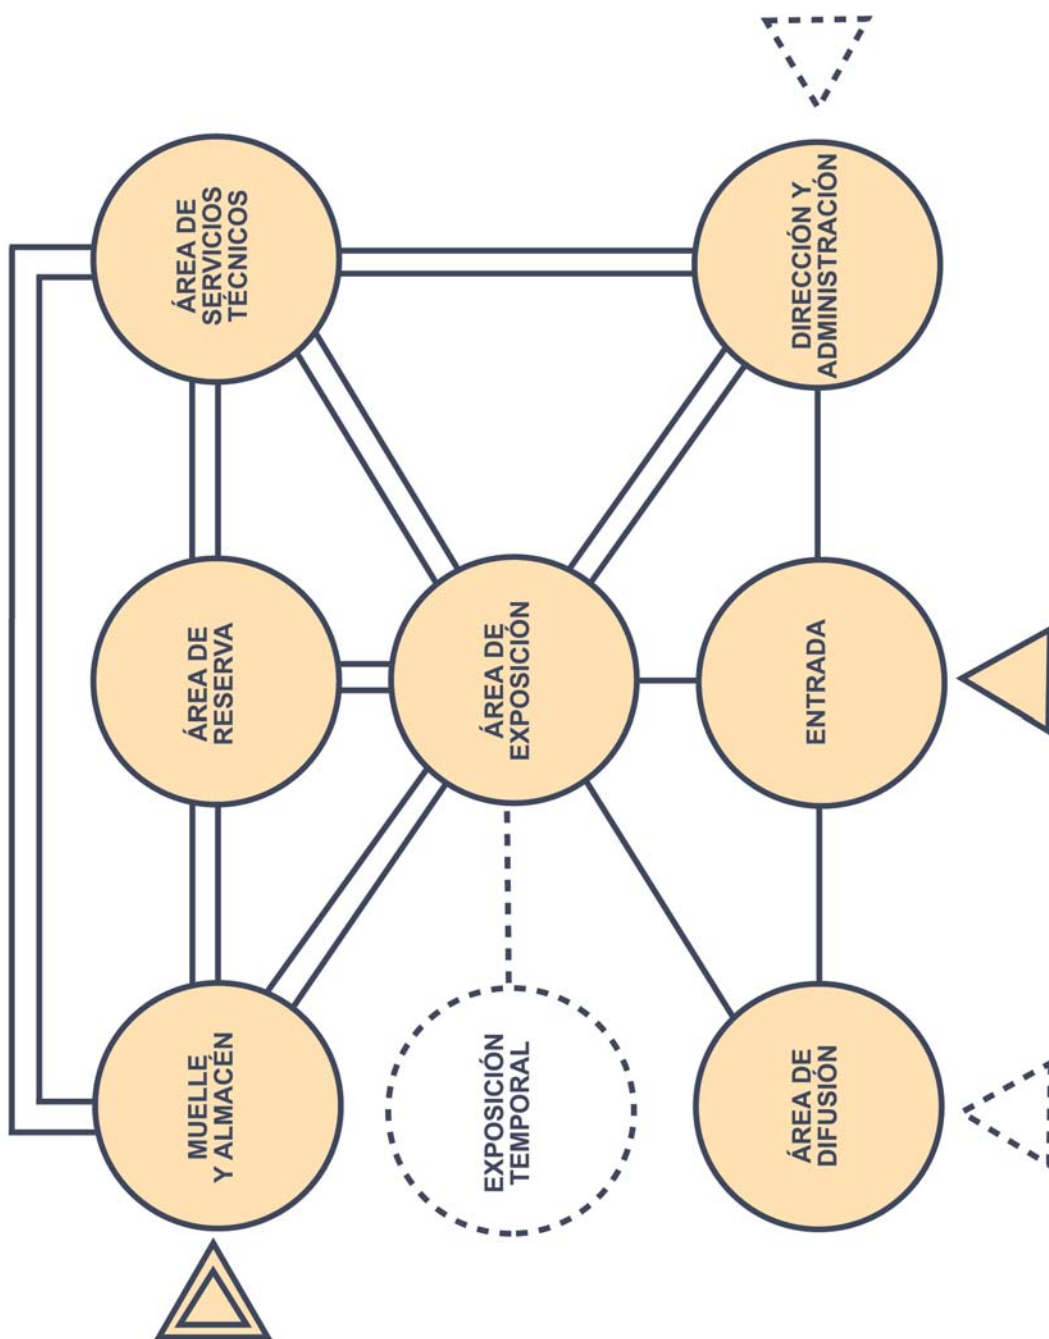 ÁREA DE
SERVICIOS
TÉCNICOS
DIRECCIÓN Y
ADMINISTRACIÓN
ÁREA DE
RESERVA
ÁREA DE
EXPOSICIÓN
ENTRADA
MUELLE
Y ALMACÉN
EXPOSICIÓN
TEMPORAL
ÁREA DE
DIFUSIÓN